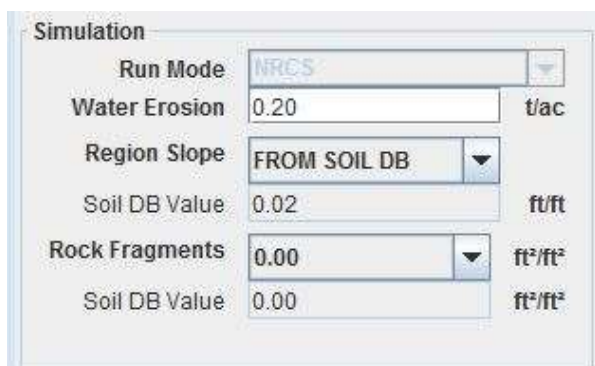 Simulation
Run Mode NRCS
Water Erosion 0.20 t/ac
Region Slope FROM SOIL DB
Soil DB Value 0.02 ft/ft
Rock Fragments 0.00 ft²/ft²
Soil DB Value 0.00 ft²/ft²